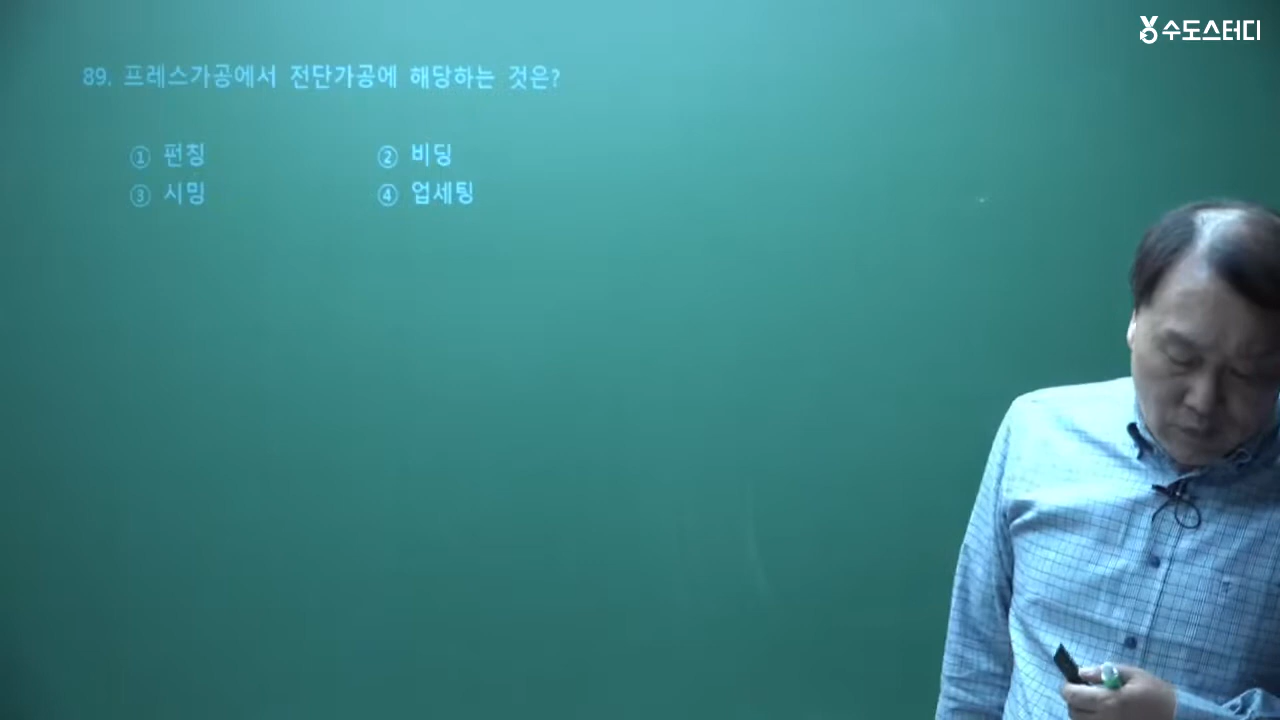 수도스터디
89. 프레스가공에서 전단가공에 해당하는 것은?
① 펀칭 ② 비딩
③ 시밍 ④ 업세팅